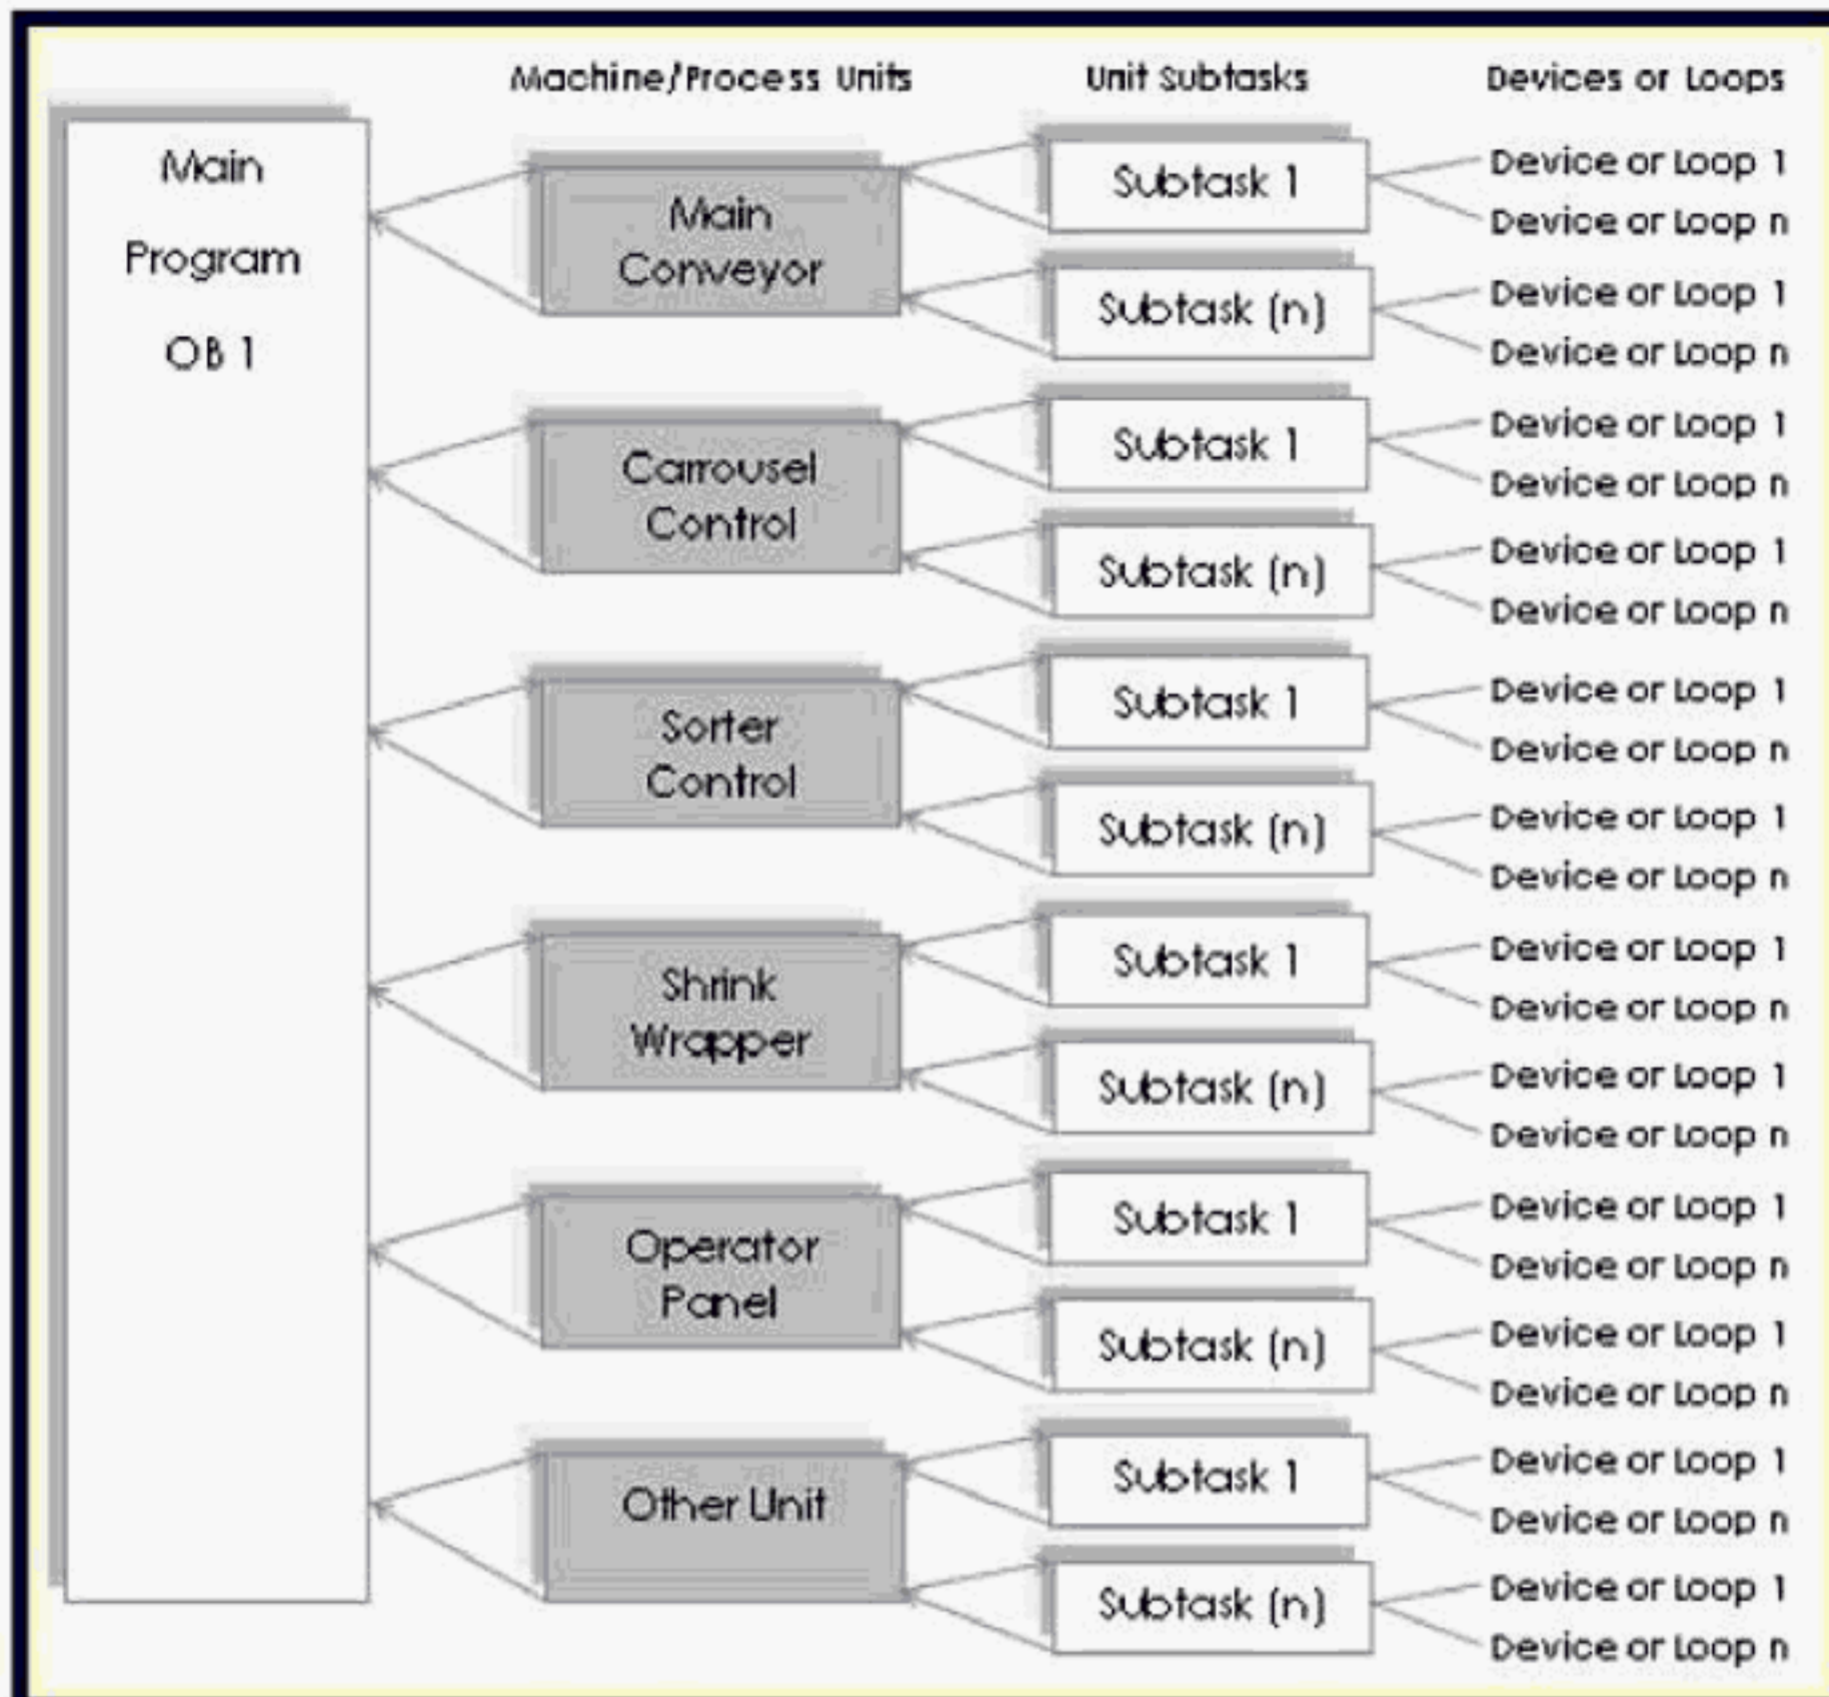 Machine/Process Units
Unit Subtasks
Devices or Loops
Main
Program
OB 1
Main
Conveyor
Subtask 1
Device or Loop 1
Device or Loop n
Subtask (n)
Device or Loop 1
Device or Loop n
Carrousel
Control
Subtask 1
Device or Loop 1
Device or Loop n
Subtask (n)
Device or Loop 1
Device or Loop n
Sorter
Control
Subtask 1
Device or Loop 1
Device or Loop n
Subtask (n)
Device or Loop 1
Device or Loop n
Shrink
Wrapper
Subtask 1
Device or Loop 1
Device or Loop n
Subtask (n)
Device or Loop 1
Device or Loop n
Operator
Panel
Subtask 1
Device or Loop 1
Device or Loop n
Subtask (n)
Device or Loop 1
Device or Loop n
Other Unit
Subtask 1
Device or Loop 1
Device or Loop n
Subtask (n)
Device or Loop 1
Device or Loop n